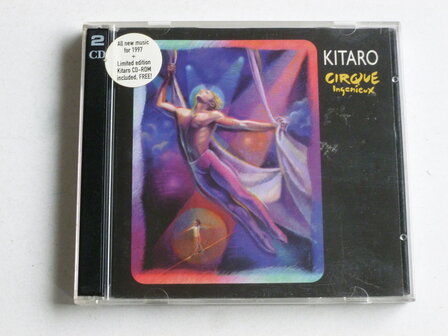 2
CD
All new music
for 1997
+
Limited edition
Kitaro CD-ROM
included, FREE!
KITARO
CIRQUE
Ingenieux